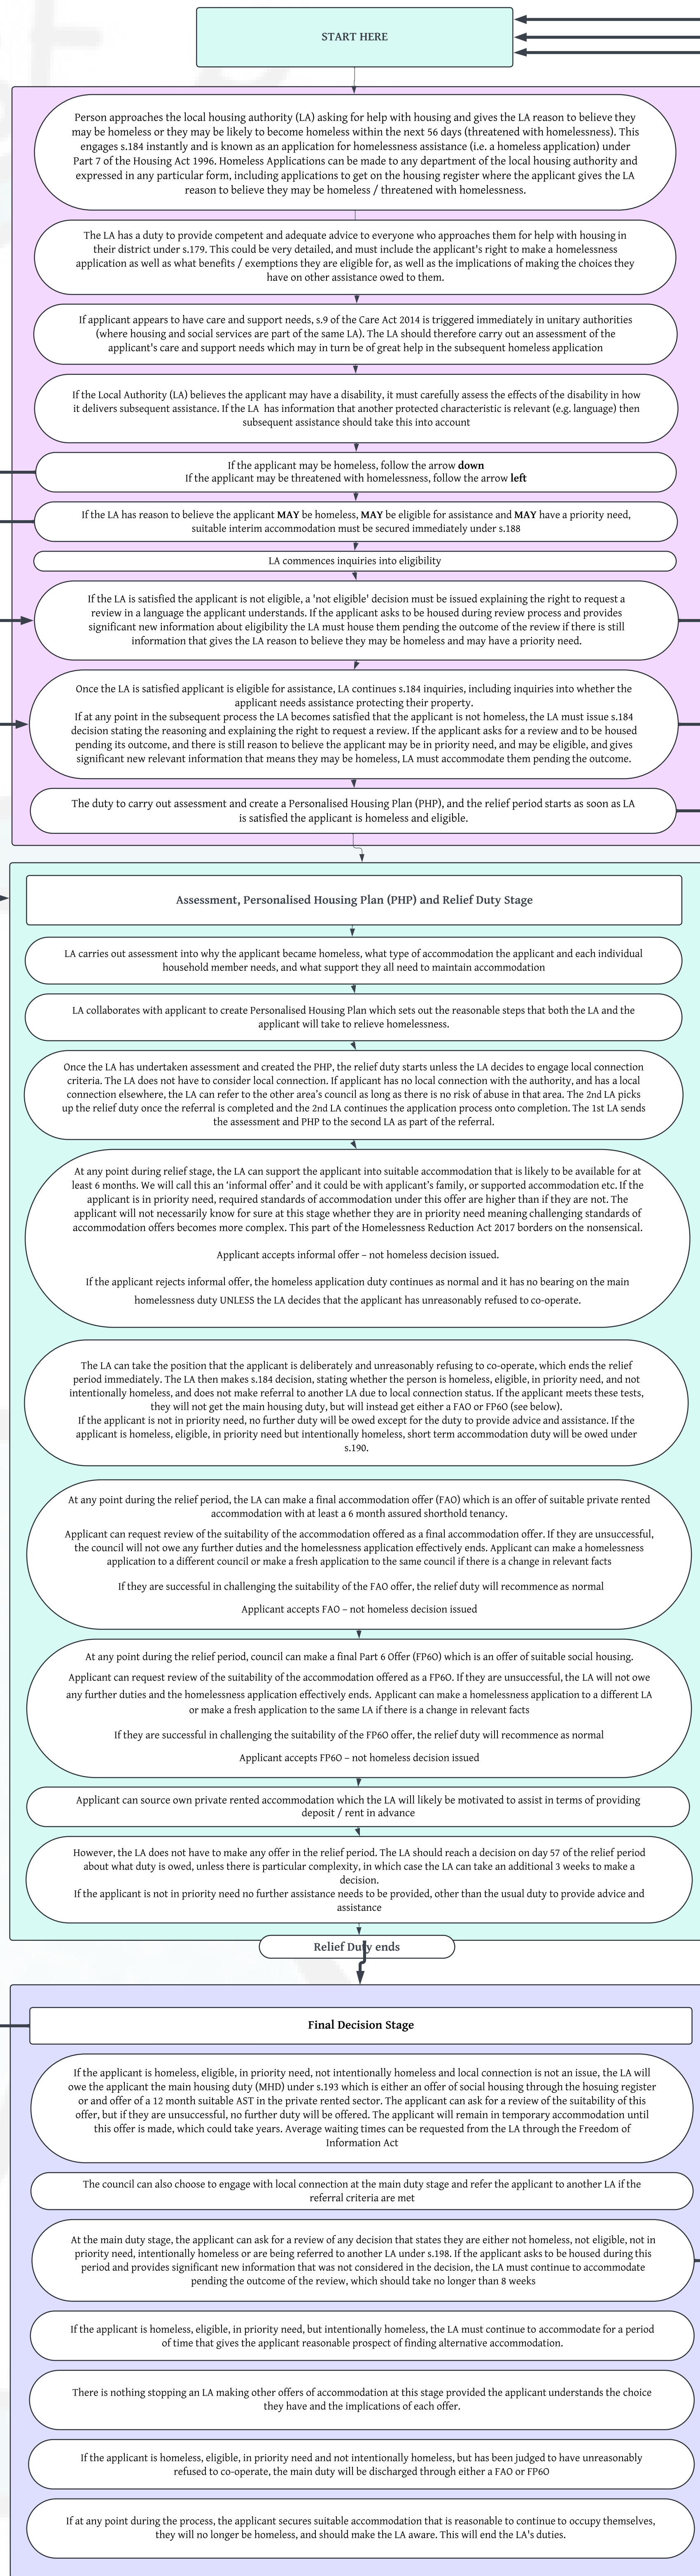 START HERE
Person approaches the local housing authority (LA) asking for help with housing and gives the LA reason to believe they
may be homeless or they may be likely to become homeless within the next 56 days (threatened with homelessness). This
engages s.184 instantly and is known as an application for homelessness assistance (i.e. a homeless application) under
Part 7 of the Housing Act 1996. Homeless Applications can be made to any department of the local housing authority and
expressed in any particular form, including applications to get on the housing register where the applicant gives the LA
reason to believe they may be homeless / threatened with homelessness.
The LA has a duty to provide competent and adequate advice to everyone who approaches them for help with housing in
their district under s.179. This could be very detailed, and must include the applicant's right to make a homelessness
application as well as what benefits / exemptions they are eligible for, as well as the implications of making the choices they
have on other assistance owed to them.
If applicant appears to have care and support needs, s.9 of the Care Act 2014 is triggered immediately in unitary authorities
(where housing and social services are part of the same LA). The LA should therefore carry out an assessment of the
applicant's care and support needs which may in turn be of great help in the subsequent homeless application
If the Local Authority (LA) believes the applicant may have a disability, it must carefully assess the effects of the disability in how
it delivers subsequent assistance. If the LA has information that another protected characteristic is relevant (e.g. language) then
subsequent assistance should take this into account
If the applicant may be homeless, follow the arrow down
If the applicant may be threatened with homelessness, follow the arrow left
If the LA has reason to believe the applicant MAY be homeless, MAY be eligible for assistance and MAY have a priority need,
suitable interim accommodation must be secured immediately under s.188
LA commences inquiries into eligibility
If the LA is satisfied the applicant is not eligible, a 'not eligible' decision must be issued explaining the right to request a
review in a language the applicant understands. If the applicant asks to be housed during review process and provides
significant new information about eligibility the LA must house them pending the outcome of the review if there is still
information that gives the LA reason to believe they may be homeless and may have a priority need.
Once the LA is satisfied applicant is eligible for assistance, LA continues s.184 inquiries, including inquiries into whether the
applicant needs assistance protecting their property.
If at any point in the subsequent process the LA becomes satisfied that the applicant is not homeless, the LA must issue s.184
decision stating the reasoning and explaining the right to request a review. If the applicant asks for a review and to be housed
pending its outcome, and there is still reason to believe the applicant may be in priority need, and may be eligible, and gives
significant new relevant information that means they may be homeless, LA must accommodate them pending the outcome.
The duty to carry out assessment and create a Personalised Housing Plan (PHP), and the relief period starts as soon as LA
is satisfied the applicant is homeless and eligible.
Assessment, Personalised Housing Plan (PHP) and Relief Duty Stage
LA carries out assessment into why the applicant became homeless, what type of accommodation the applicant and each individual
household member needs, and what support they all need to maintain accommodation
LA collaborates with applicant to create Personalised Housing Plan which sets out the reasonable steps that both the LA and the
applicant will take to relieve homelessness.
Once the LA has undertaken assessment and created the PHP, the relief duty starts unless the LA decides to engage local connection
criteria. The LA does not have to consider local connection. If applicant has no local connection with the authority, and has a local
connection elsewhere, the LA can refer to the other area's council as long as there is no risk of abuse in that area. The 2nd LA picks
up the relief duty once the referral is completed and the 2nd LA continues the application process onto completion. The 1st LA sends
the assessment and PHP to the second LA as part of the referral.
At any point during relief stage, the LA can support the applicant into suitable accommodation that is likely to be available for at
least 6 months. We will call this an 'informal offer' and it could be with applicant's family, or supported accommodation etc. If the
applicant is in priority need, required standards of accommodation under this offer are higher than if they are not. The
applicant will not necessarily know for sure at this stage whether they are in priority need meaning challenging standards of
accommodation offers becomes more complex. This part of the Homelessness Reduction Act 2017 borders on the nonsensical.
Applicant accepts informal offer – not homeless decision issued.
If the applicant rejects informal offer, the homeless application duty continues as normal and it has no bearing on the main
homelessness duty UNLESS the LA decides that the applicant has unreasonably refused to co-operate.
The LA can take the position that the applicant is deliberately and unreasonably refusing to co-operate, which ends the relief
period immediately. The LA then makes s.184 decision, stating whether the person is homeless, eligible, in priority need, and not
intentionally homeless, and does not make referral to another LA due to local connection status. If the applicant meets these tests,
they will not get the main housing duty, but will instead get either a FAO or FP6O (see below).
If the applicant is not in priority need, no further duty will be owed except for the duty to provide advice and assistance. If the
applicant is homeless, eligible, in priority need but intentionally homeless, short term accommodation duty will be owed under
s.190.
At any point during the relief period, the LA can make a final accommodation offer (FAO) which is an offer of suitable private rented
accommodation with at least a 6 month assured shorthold tenancy.
Applicant can request review of the suitability of the accommodation offered as a final accommodation offer. If they are unsuccessful,
the council will not owe any further duties and the homelessness application effectively ends. Applicant can make a homelessness
application to a different council or make a fresh application to the same council if there is a change in relevant facts
If they are successful in challenging the suitability of the FAO offer, the relief duty will recommence as normal
Applicant accepts FAO – not homeless decision issued
At any point during the relief period, council can make a final Part 6 Offer (FP6O) which is an offer of suitable social housing.
Applicant can request review of the suitability of the accommodation offered as a FP6O. If they are unsuccessful, the LA will not owe
any further duties and the homelessness application effectively ends. Applicant can make a homelessness application to a different LA
or make a fresh application to the same LA if there is a change in relevant facts
If they are successful in challenging the suitability of the FP6O offer, the relief duty will recommence as normal
Applicant accepts FP6O – not homeless decision issued
Applicant can source own private rented accommodation which the LA will likely be motivated to assist in terms of providing
deposit / rent in advance
However, the LA does not have to make any offer in the relief period. The LA should reach a decision on day 57 of the relief period
about what duty is owed, unless there is particular complexity, in which case the LA can take an additional 3 weeks to make a
decision.
If the applicant is not in priority need no further assistance needs to be provided, other than the usual duty to provide advice and
assistance
Relief Duty ends
Final Decision Stage
If the applicant is homeless, eligible, in priority need, not intentionally homeless and local connection is not an issue, the LA will
owe the applicant the main housing duty (MHD) under s.193 which is either an offer of social housing through the hosuing register
or and offer of a 12 month suitable AST in the private rented sector. The applicant can ask for a review of the suitability of this
offer, but if they are unsuccessful, no further duty will be offered. The applicant will remain in temporary accommodation until
this offer is made, which could take years. Average waiting times can be requested from the LA through the Freedom of
Information Act
The council can also choose to engage with local connection at the main duty stage and refer the applicant to another LA if the
referral criteria are met
At the main duty stage, the applicant can ask for a review of any decision that states they are either not homeless, not eligible, not in
priority need, intentionally homeless or are being referred to another LA under s.198. If the applicant asks to be housed during this
period and provides significant new information that was not considered in the decision, the LA must continue to accommodate
pending the outcome of the review, which should take no longer than 8 weeks
If the applicant is homeless, eligible, in priority need, but intentionally homeless, the LA must continue to accommodate for a period
of time that gives the applicant reasonable prospect of finding alternative accommodation.
There is nothing stopping an LA making other offers of accommodation at this stage provided the applicant understands the choice
they have and the implications of each offer.
If the applicant is homeless, eligible, in priority need and not intentionally homeless, but has been judged to have unreasonably
refused to co-operate, the main duty will be discharged through either a FAO or FP6O
If at any point during the process, the applicant secures suitable accommodation that is reasonable to continue to occupy themselves,
they will no longer be homeless, and should make the LA aware. This will end the LA's duties.